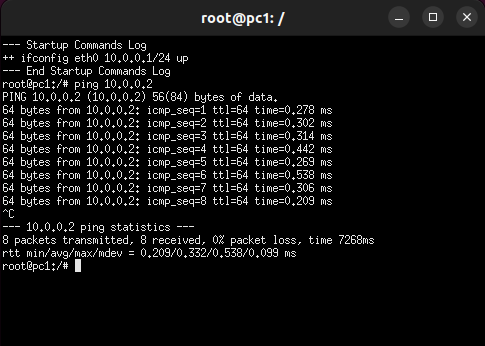 root@pc1: /
--- Startup Commands Log
++ ifconfig eth0 10.0.0.1/24 up
--- End Startup Commands Log
root@pc1:/# ping 10.0.0.2
PING 10.0.0.2 (10.0.0.2) 56(84) bytes of data.
64 bytes from 10.0.0.2: icmp_seq=1 ttl=64 time=0.278 ms
64 bytes from 10.0.0.2: icmp_seq=2 ttl=64 time=0.302 ms
64 bytes from 10.0.0.2: icmp_seq=3 ttl=64 time=0.314 ms
64 bytes from 10.0.0.2: icmp_seq=4 ttl=64 time=0.442 ms
64 bytes from 10.0.0.2: icmp_seq=5 ttl=64 time=0.269 ms
64 bytes from 10.0.0.2: icmp_seq=6 ttl=64 time=0.538 ms
64 bytes from 10.0.0.2: icmp_seq=7 ttl=64 time=0.306 ms
64 bytes from 10.0.0.2: icmp_seq=8 ttl=64 time=0.209 ms
^C
--- 10.0.0.2 ping statistics ---
8 packets transmitted, 8 received, 0% packet loss, time 7268ms
rtt min/avg/max/mdev = 0.209/0.332/0.538/0.099 ms
root@pc1:/#